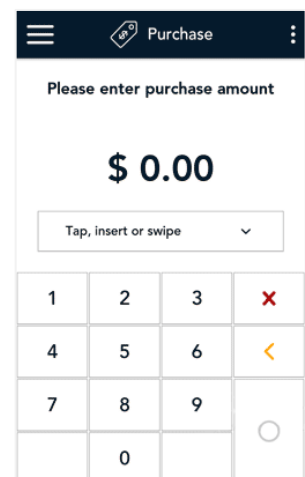 Purchase
Please enter purchase amount
$ 0.00
Tap, insert or swipe
1 2 3
4 5 6
7 8 9
0